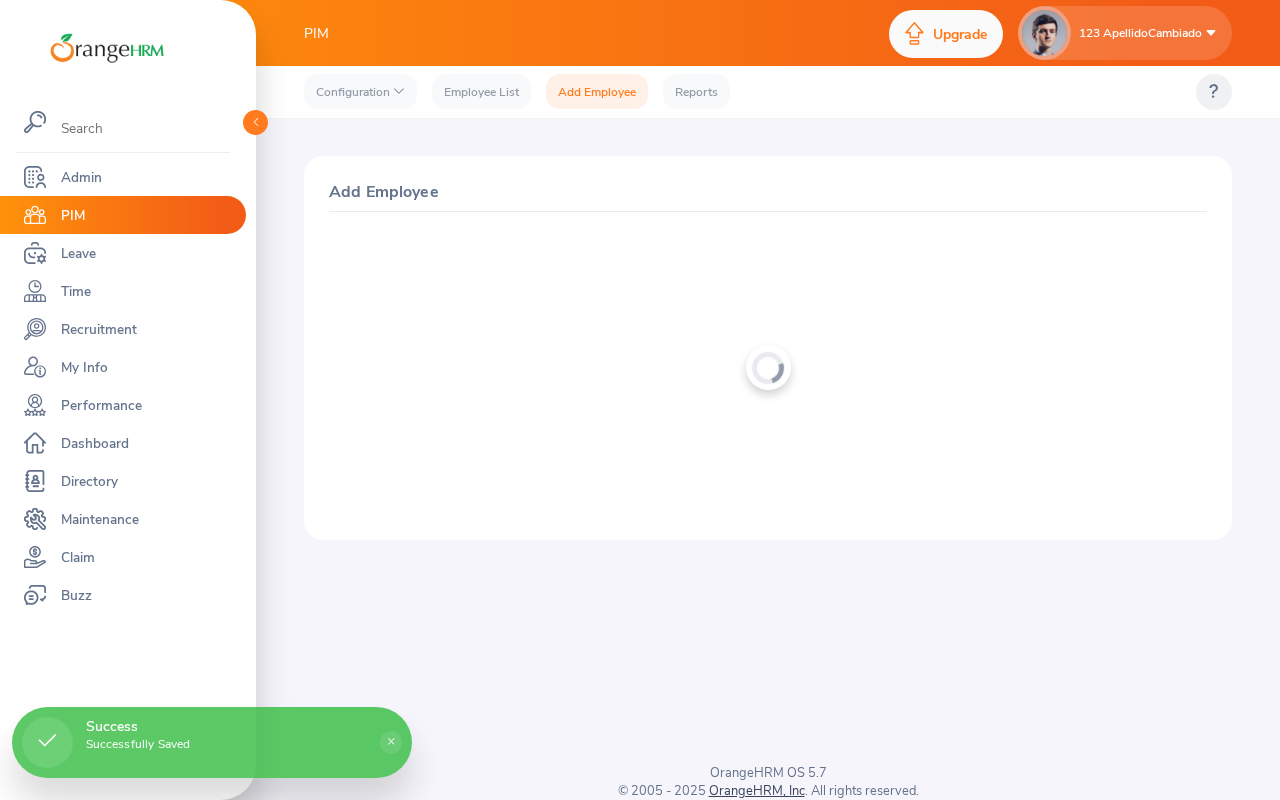 OrangeHRM
PIM
Upgrade
123 ApellidoCambiado
Configuration
Employee List
Add Employee
Reports
?
Search
Admin
PIM
Leave
Time
Recruitment
My Info
Performance
Dashboard
Directory
Maintenance
Claim
Buzz
Add Employee
Success
Successfully Saved
×
OrangeHRM OS 5.7
© 2005 - 2025 OrangeHRM, Inc. All rights reserved.